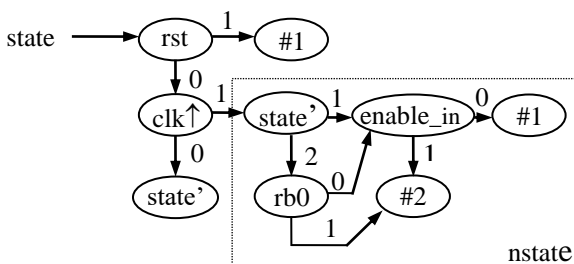 state rst 1 #1
0
clk↑ 1 state’ 1 enable_in 0 #1
0 2 1
state’ rb0 0 #2
1
nstate